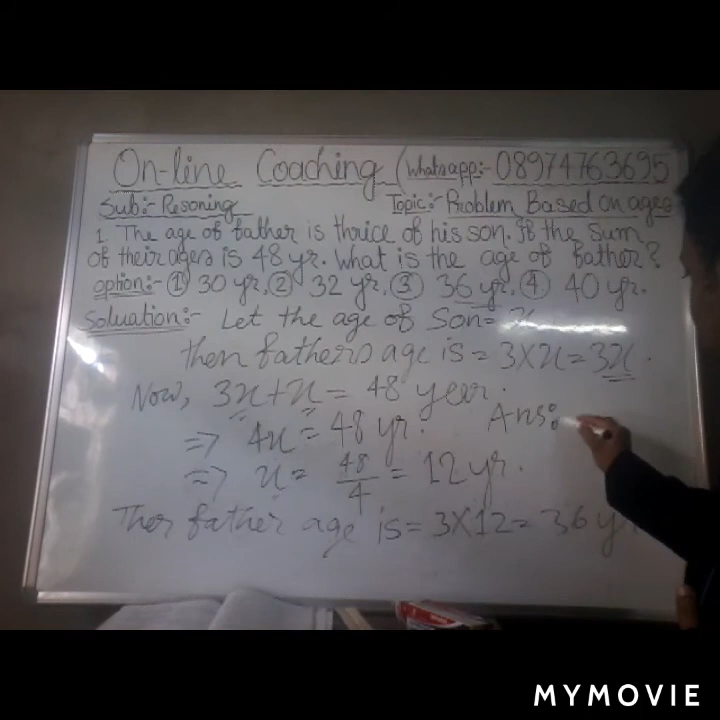 On-line Coaching (Whatsapp:- 08974763695
Sub:- Resoning Topic:- Problem Based on ages
1. The age of father is thrice of his son. If the sum
of their ages is 48 yr. What is the age of father?
option:- ① 30 yr. ② 32 yr. ③ 36 yr. ④ 40 yr.
Soluation:- Let the age of Son = x
then fathers age is = 3×x = 3x.
Now, 3x + x = 48 year.
=> 4x = 48 yr. Ans:
=> x = 48/4 = 12 yr.
father age is = 3×12 = 36 yr
MYMOVIE